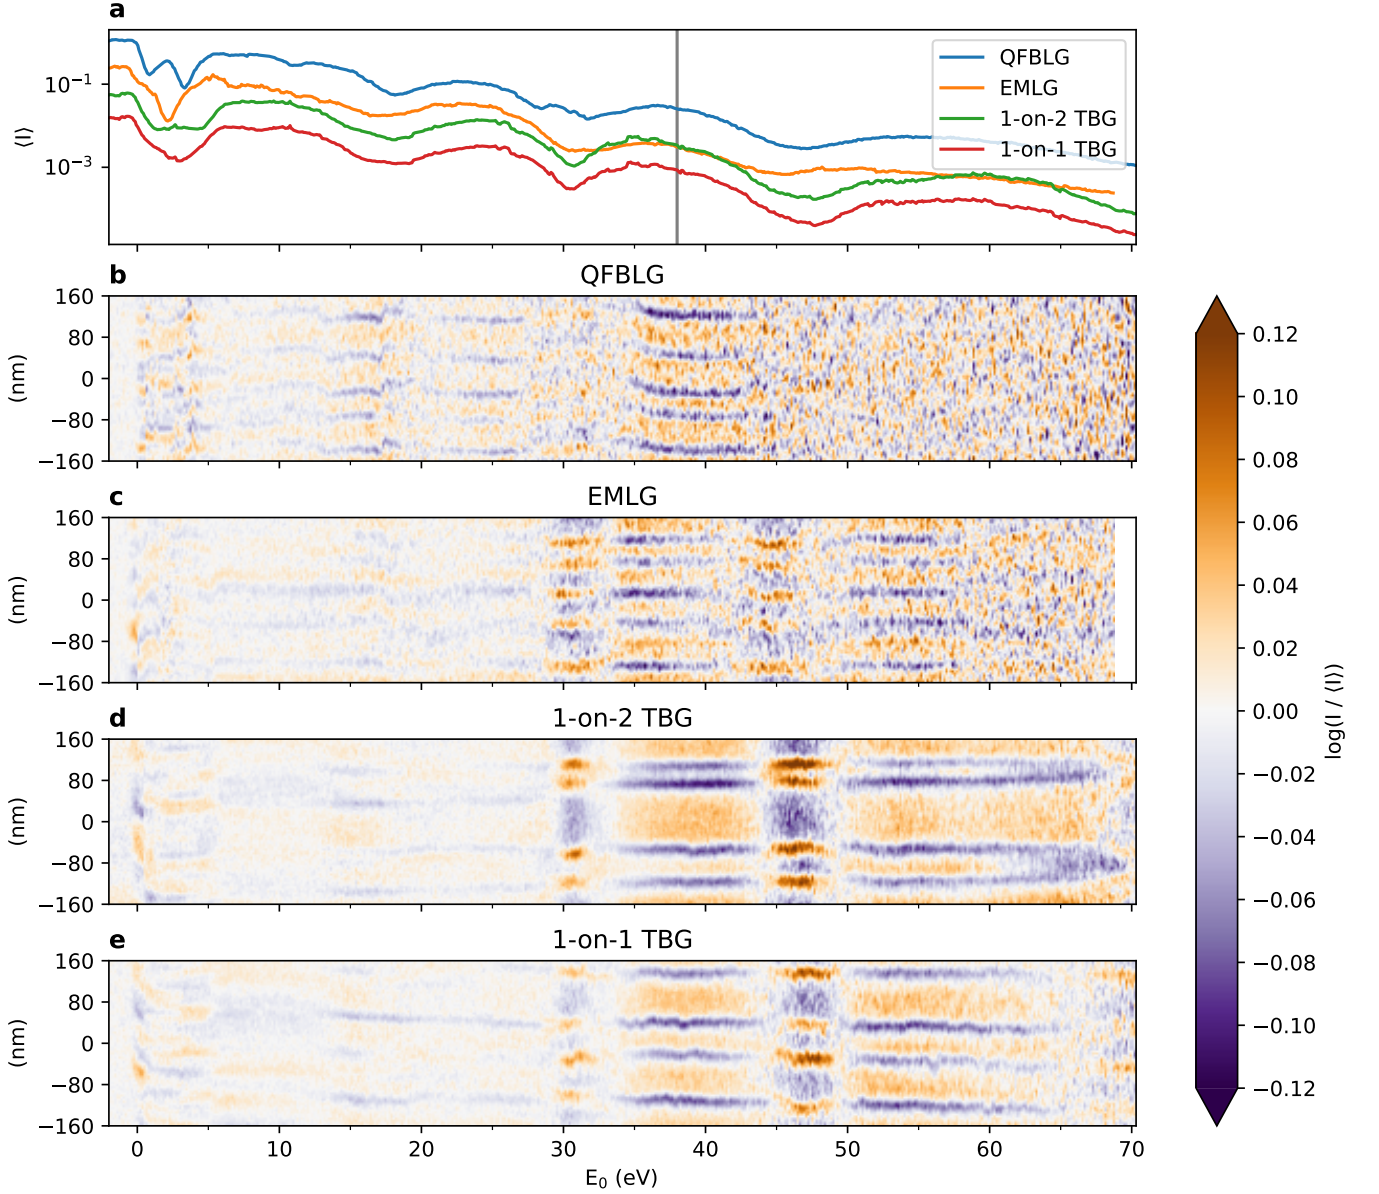 a
⟨I⟩
10⁻¹
10⁻³
QFBLG
EMLG
1-on-2 TBG
1-on-1 TBG
b
QFBLG
160
80
0
−80
−160
(nm)
c
EMLG
160
80
0
−80
−160
(nm)
d
1-on-2 TBG
160
80
0
−80
−160
(nm)
e
1-on-1 TBG
160
80
0
−80
−160
(nm)
0 10 20 30 40 50 60 70
E₀ (eV)
0.12
0.10
0.08
0.06
0.04
0.02
0.00
−0.02
−0.04
−0.06
−0.08
−0.10
−0.12
log(I / ⟨I⟩)